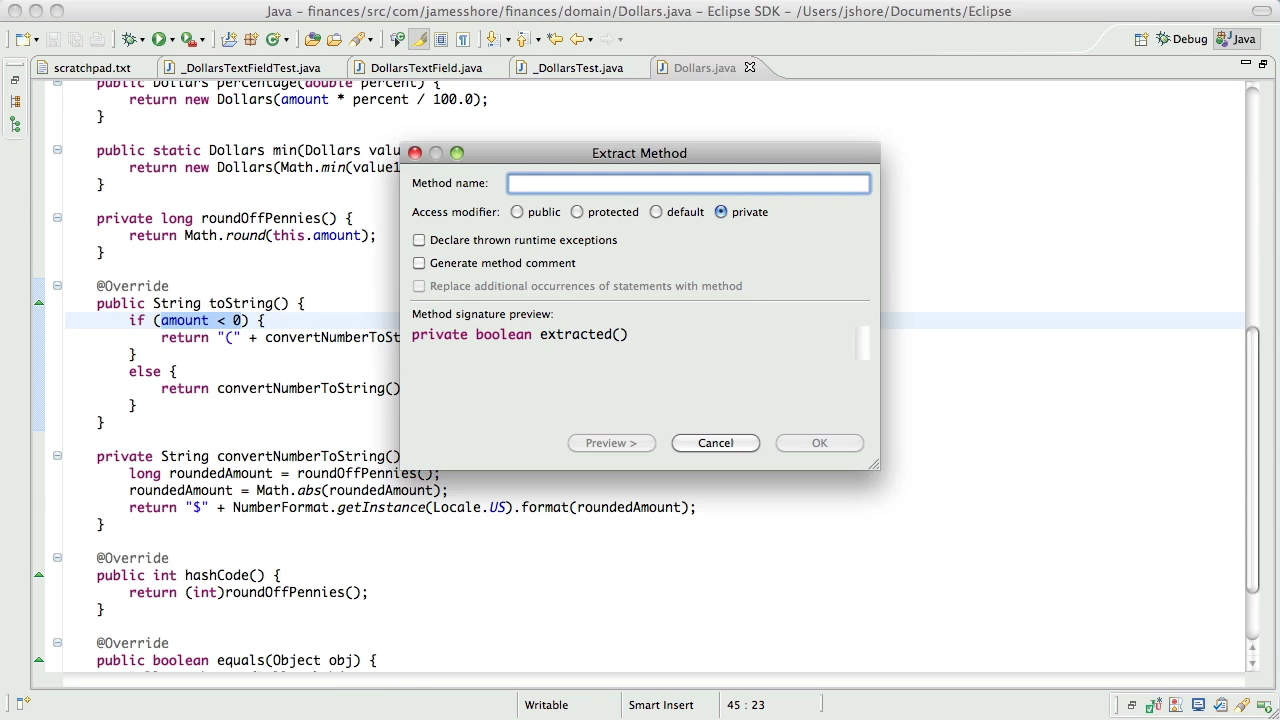 Java – finances/src/com/jamesshore/finances/domain/Dollars.java – Eclipse SDK – /Users/jshore/Documents/Eclipse
Debug Java
scratchpad.txt _DollarsTextFieldTest.java DollarsTextField.java _DollarsTest.java Dollars.java
public Dollars percentage(double percent) {
return new Dollars(amount * percent / 100.0);
}
public static Dollars min(Dollars valu
return new Dollars(Math.min(value1
}
private long roundOffPennies() {
return Math.round(this.amount);
}
@Override
public String toString() {
if (amount < 0) {
return "(" + convertNumberToSt
}
else {
return convertNumberToString()
}
}
private String convertNumberToString()
long roundedAmount = roundOffPennies();
roundedAmount = Math.abs(roundedAmount);
return "$" + NumberFormat.getInstance(Locale.US).format(roundedAmount);
}
@Override
public int hashCode() {
return (int)roundOffPennies();
}
@Override
public boolean equals(Object obj) {
Extract Method
Method name:
Access modifier: public protected default private
Declare thrown runtime exceptions
Generate method comment
Replace additional occurrences of statements with method
Method signature preview:
private boolean extracted()
Preview > Cancel OK
Writable Smart Insert 45 : 23